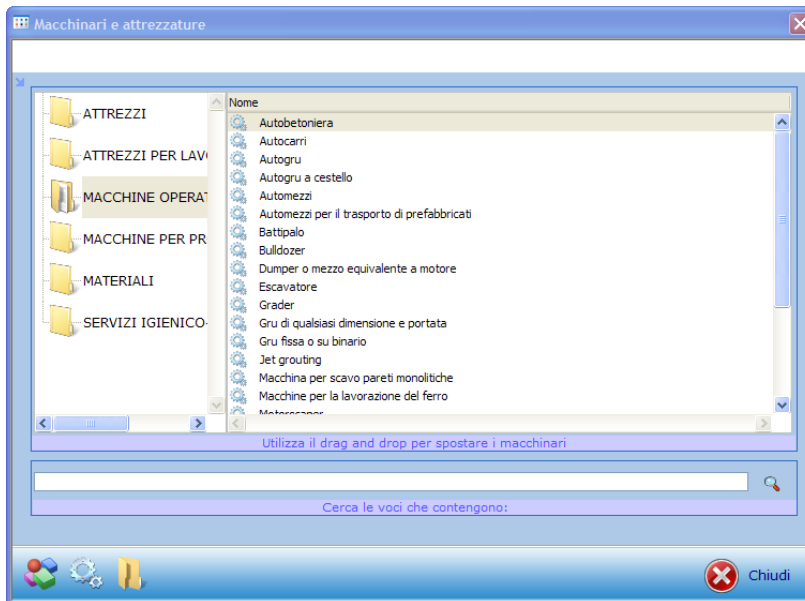 Macchinari e attrezzature
ATTREZZI
ATTREZZI PER LAV
MACCHINE OPERAT
MACCHINE PER PR
MATERIALI
SERVIZI IGIENICO-
Nome
Autobetoniera
Autocarri
Autogru
Autogru a cestello
Automezzi
Automezzi per il trasporto di prefabbricati
Battipalo
Bulldozer
Dumper o mezzo equivalente a motore
Escavatore
Grader
Gru di qualsiasi dimensione e portata
Gru fissa o su binario
Jet grouting
Macchina per scavo pareti monolitiche
Macchine per la lavorazione del ferro
Utilizza il drag and drop per spostare i macchinari
Cerca le voci che contengono:
Chiudi